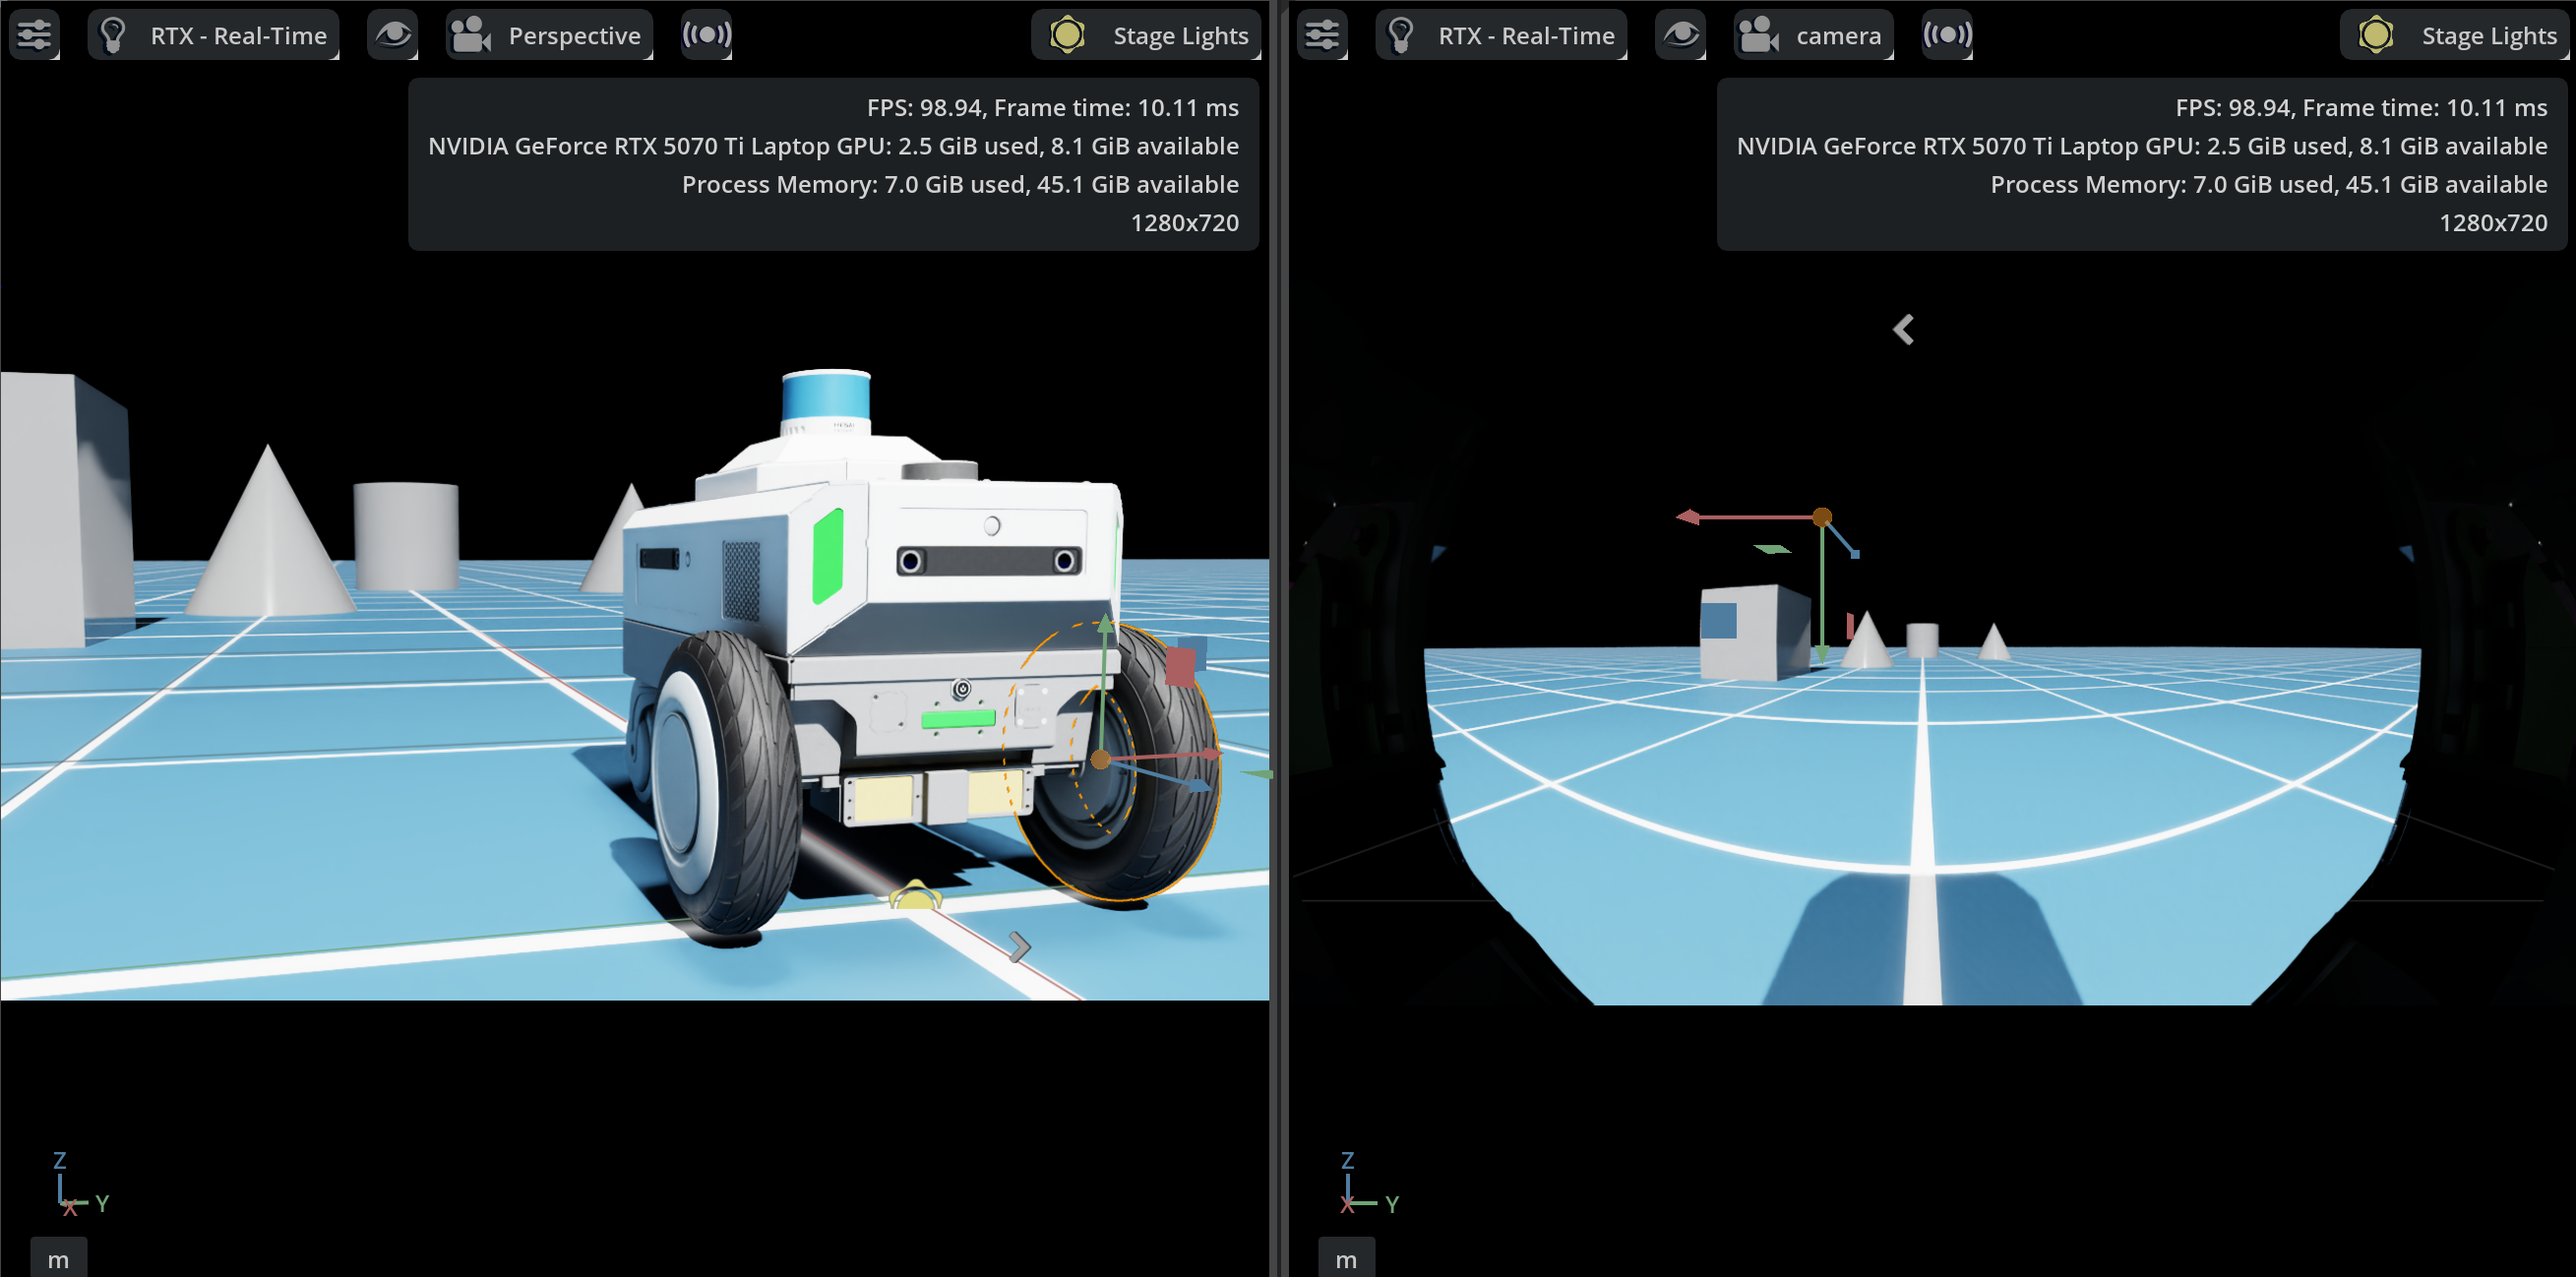 RTX - Real-Time
Perspective
Stage Lights
FPS: 98.94, Frame time: 10.11 ms
NVIDIA GeForce RTX 5070 Ti Laptop GPU: 2.5 GiB used, 8.1 GiB available
Process Memory: 7.0 GiB used, 45.1 GiB available
1280x720
HESAI
Z
X
Y
m
RTX - Real-Time
camera
Stage Lights
FPS: 98.94, Frame time: 10.11 ms
NVIDIA GeForce RTX 5070 Ti Laptop GPU: 2.5 GiB used, 8.1 GiB available
Process Memory: 7.0 GiB used, 45.1 GiB available
1280x720
Z
X
Y
m